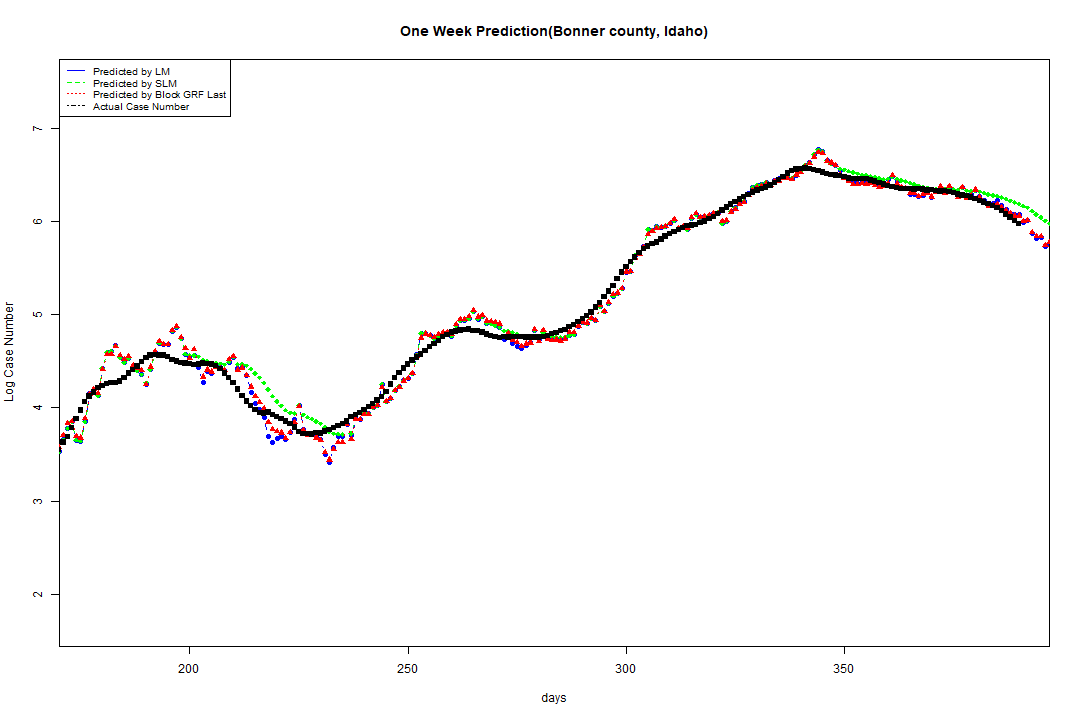 One Week Prediction(Bonner county, Idaho)
Predicted by LM
Predicted by SLM
Predicted by Block GRF Last
Actual Case Number
7
6
5
4
3
2
Log Case Number
200
250
300
350
days